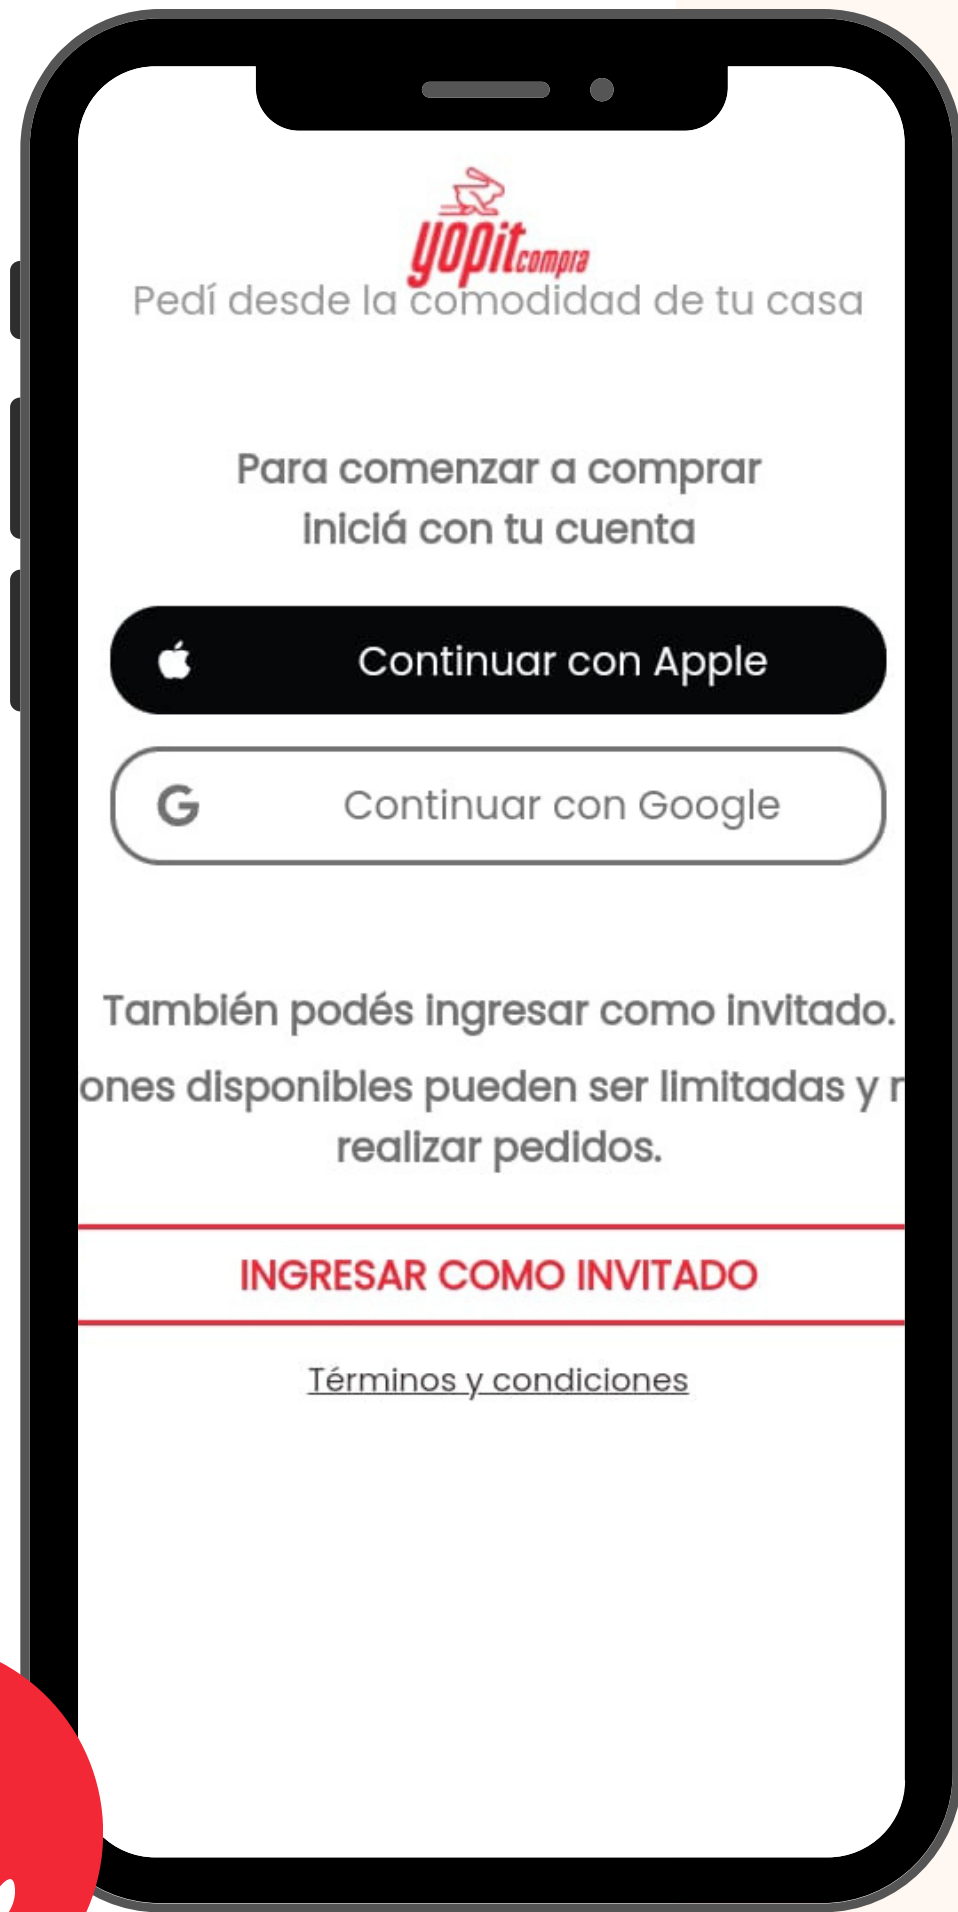 yopit compra
Pedí desde la comodidad de tu casa
Para comenzar a comprar
iniciá con tu cuenta
Continuar con Apple
G
Continuar con Google
También podés ingresar como invitado.
ones disponibles pueden ser limitadas y
realizar pedidos.
INGRESAR COMO INVITADO
Términos y condiciones